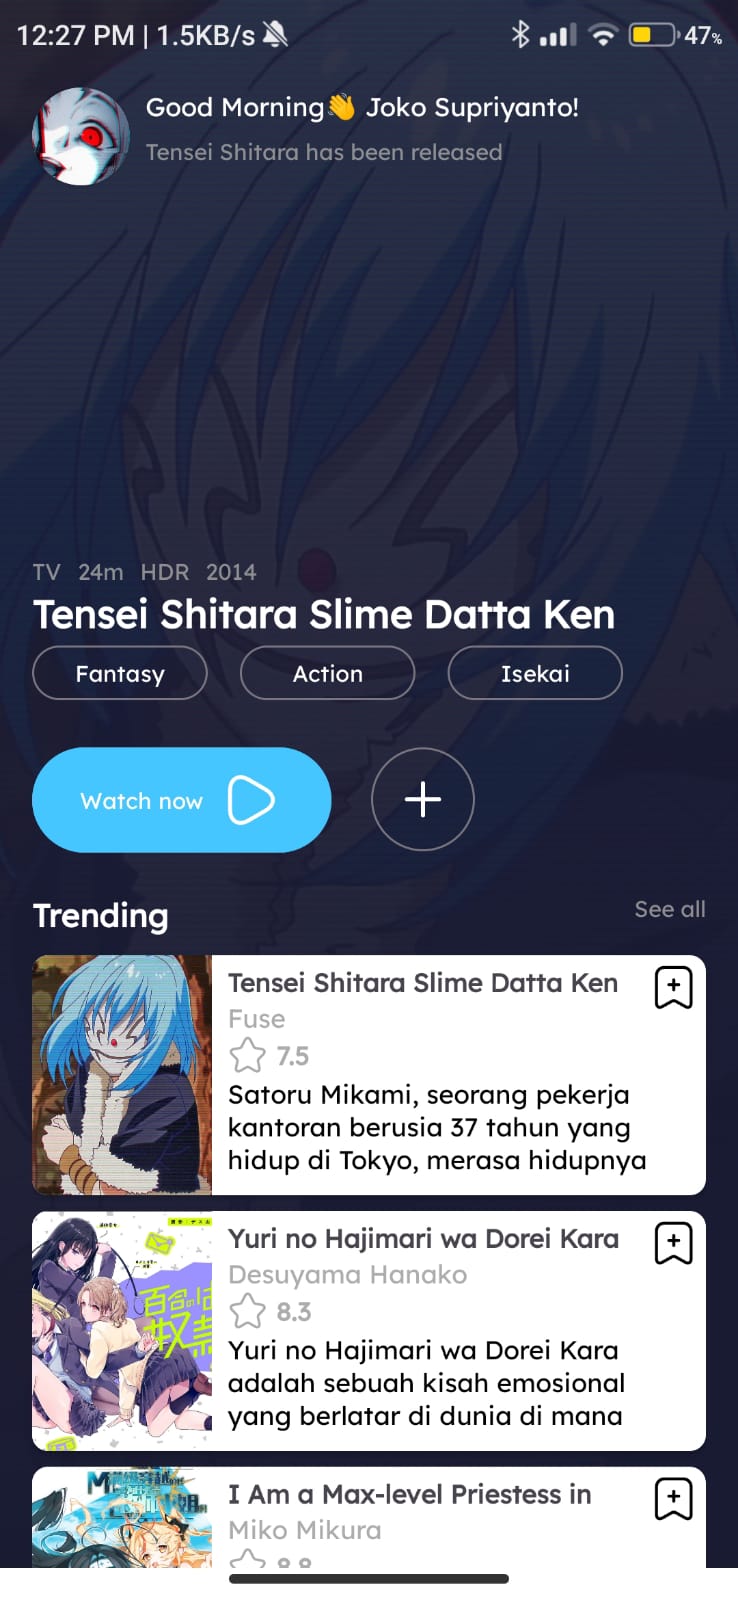 12:27 PM | 1.5KB/s 47%
Good Morning👋 Joko Supriyanto!
Tensei Shitara has been released
TV 24m HDR 2014
Tensei Shitara Slime Datta Ken
Fantasy Action Isekai
Watch now
Trending See all
Tensei Shitara Slime Datta Ken
Fuse
7.5
Satoru Mikami, seorang pekerja
kantoran berusia 37 tahun yang
hidup di Tokyo, merasa hidupnya
Yuri no Hajimari wa Dorei Kara
Desuyama Hanako
8.3
Yuri no Hajimari wa Dorei Kara
adalah sebuah kisah emosional
yang berlatar di dunia di mana
I Am a Max-level Priestess in
Miko Mikura